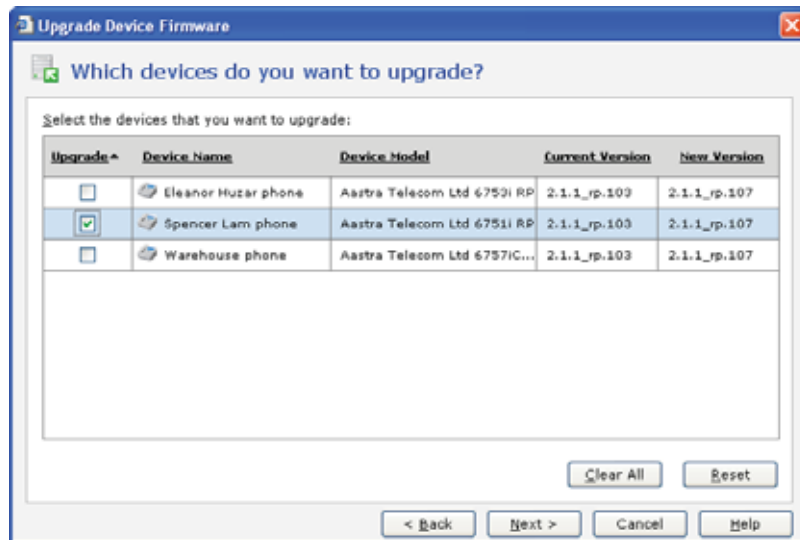 Upgrade Device Firmware
Which devices do you want to upgrade?
Select the devices that you want to upgrade:
Upgrade Device Name Device Model Current Version New Version
Eleanor Huzar phone Aastra Telecom Ltd 6753i RP 2.1.1_rp.103 2.1.1_rp.107
Spencer Lam phone Aastra Telecom Ltd 6751i RP 2.1.1_rp.103 2.1.1_rp.107
Warehouse phone Aastra Telecom Ltd 6757iC... 2.1.1_rp.103 2.1.1_rp.107
Clear All Reset
< Back Next > Cancel Help